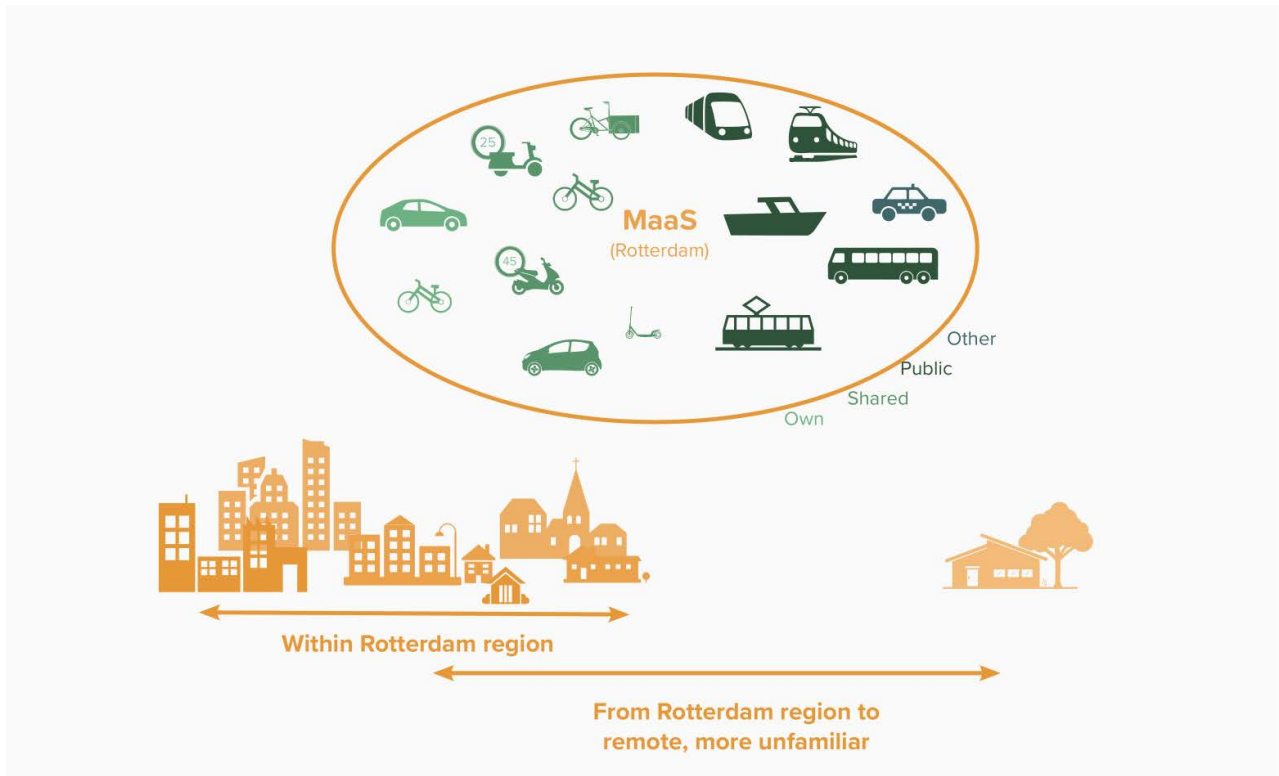 25
MaaS
(Rotterdam)
45
Other
Public
Shared
Own
Within Rotterdam region
From Rotterdam region to
remote, more unfamiliar